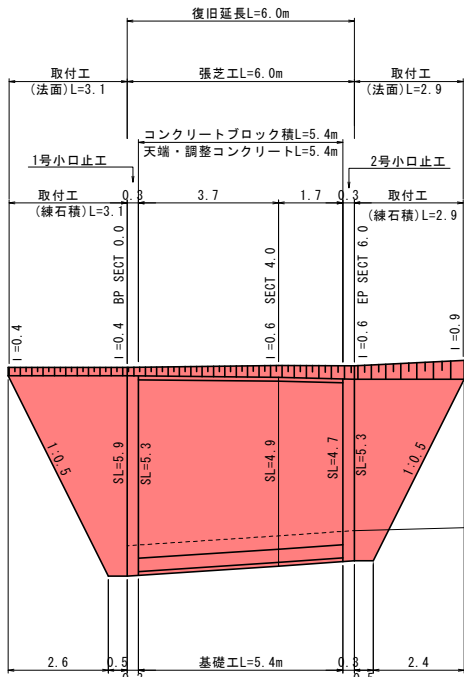 復旧延長L=6.0m
取付工
(法面)L=3.1
張芝工L=6.0m
取付工
(法面)L=2.9
コンクリートブロック積L=5.4m
天端・調整コンクリートL=5.4m
1号小口止工
2号小口止工
取付工
(練石積)L=3.1
0.3
3.7
1.7
0.3
取付工
(練石積)L=2.9
l=0.4
l=0.4 BP SECT 0.0
l=0.6 SECT 4.0
l=0.6 EP SECT 6.0
l=0.9
1:0.5
SL=5.9
SL=5.3
SL=4.9
SL=4.7
SL=5.3
1:0.5
2.6
0.5
基礎工L=5.4m
0.3
2.4
0.3
0.5